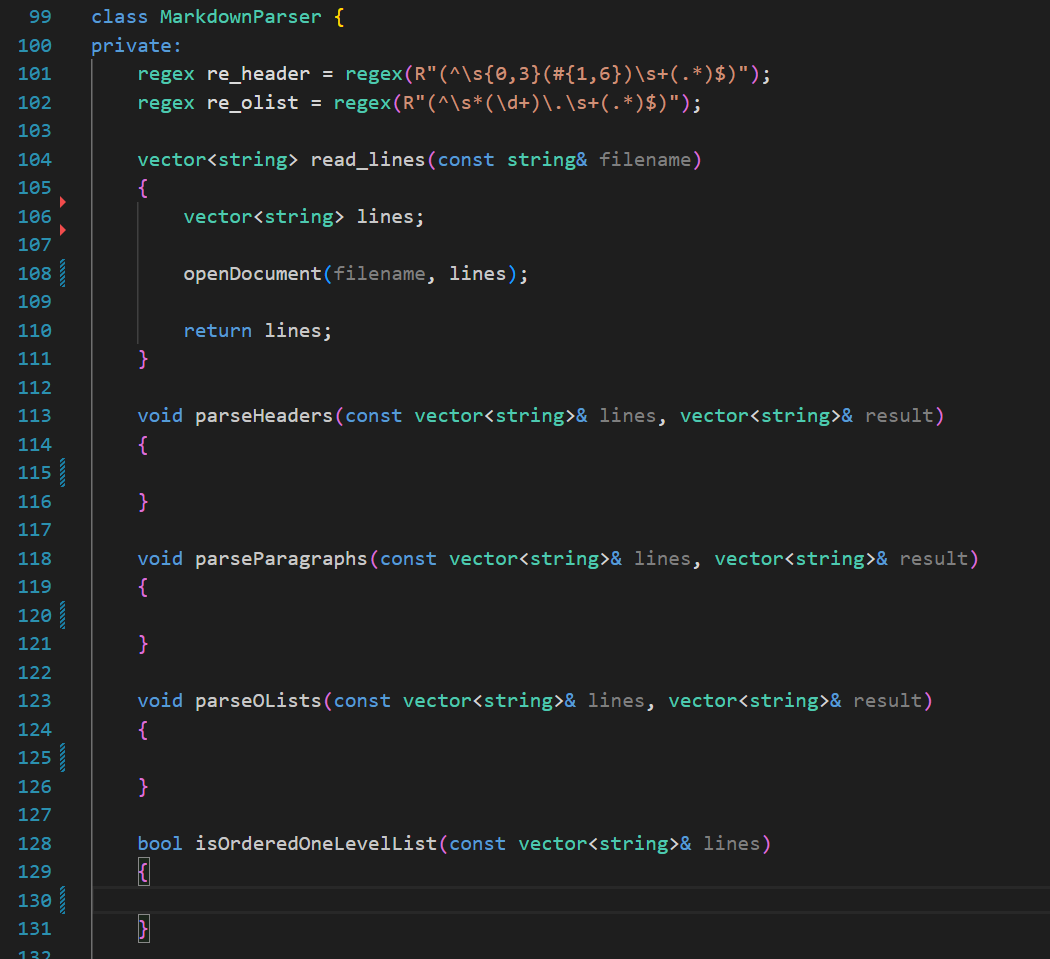 99 class MarkdownParser {
100 private:
101     regex re_header = regex(R"(^\s{0,3}(#{1,6})\s+(.*)$)");
102     regex re_olist = regex(R"(^\s*(\d+)\.\s+(.*)$)");
103
104     vector<string> read_lines(const string& filename)
105     {
106         vector<string> lines;
107
108         openDocument(filename, lines);
109
110         return lines;
111     }
112
113     void parseHeaders(const vector<string>& lines, vector<string>& result)
114     {
115
116     }
117
118     void parseParagraphs(const vector<string>& lines, vector<string>& result)
119     {
120
121     }
122
123     void parseOLists(const vector<string>& lines, vector<string>& result)
124     {
125
126     }
127
128     bool isOrderedOneLevelList(const vector<string>& lines)
129     {
130
131     }
132